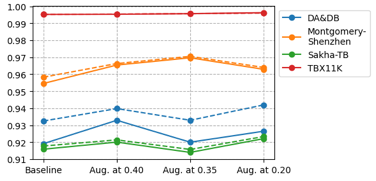 1.00
0.99
0.98
0.97
0.96
0.95
0.94
0.93
0.92
0.91
Baseline Aug. at 0.40 Aug. at 0.35 Aug. at 0.20
DA&DB
Montgomery-
Shenzhen
Sakha-TB
TBX11K